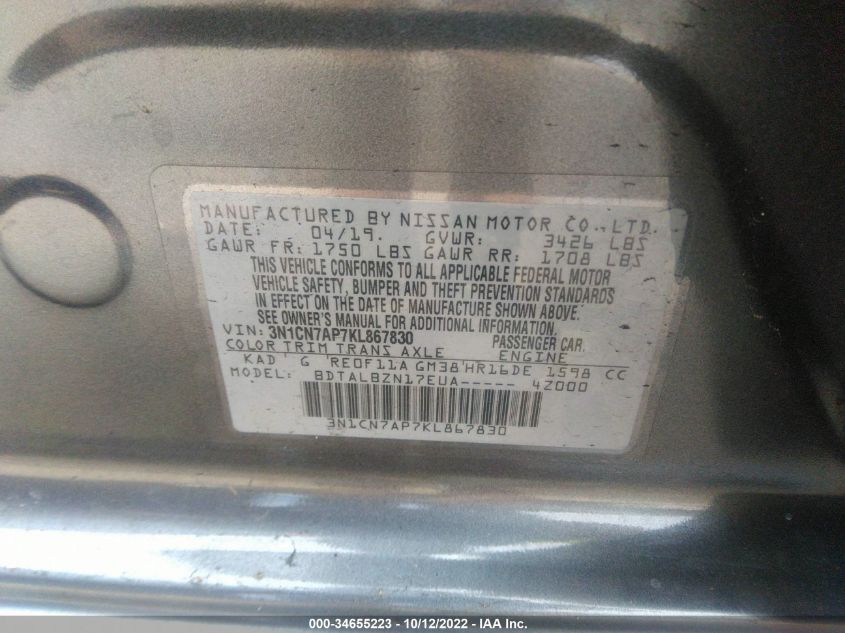 MANUFACTURED BY NISSAN MOTOR CO.,LTD.
DATE: 04/19. GVWR: 3426 LBS
GAWR FR: 1750 LBS GAWR RR: 1708 LBS
THIS VEHICLE CONFORMS TO ALL APPLICABLE FEDERAL MOTOR
VEHICLE SAFETY, BUMPER AND THEFT PREVENTION STANDARDS
IN EFFECT ON THE DATE OF MANUFACTURE SHOWN ABOVE.
SEE OWNER'S MANUAL FOR ADDITIONAL INFORMATION.
VIN: 3N1CN7AP7KL867830 PASSENGER CAR.
COLOR TRIM TRANS AXLE ENGINE
KAD G RE0F11A GM38 HR16DE 1598 CC
MODEL: BDTALBZN17EUA----- 4Z000
3N1CN7AP7KL867830
000-34655223 - 10/12/2022 - IAA Inc.